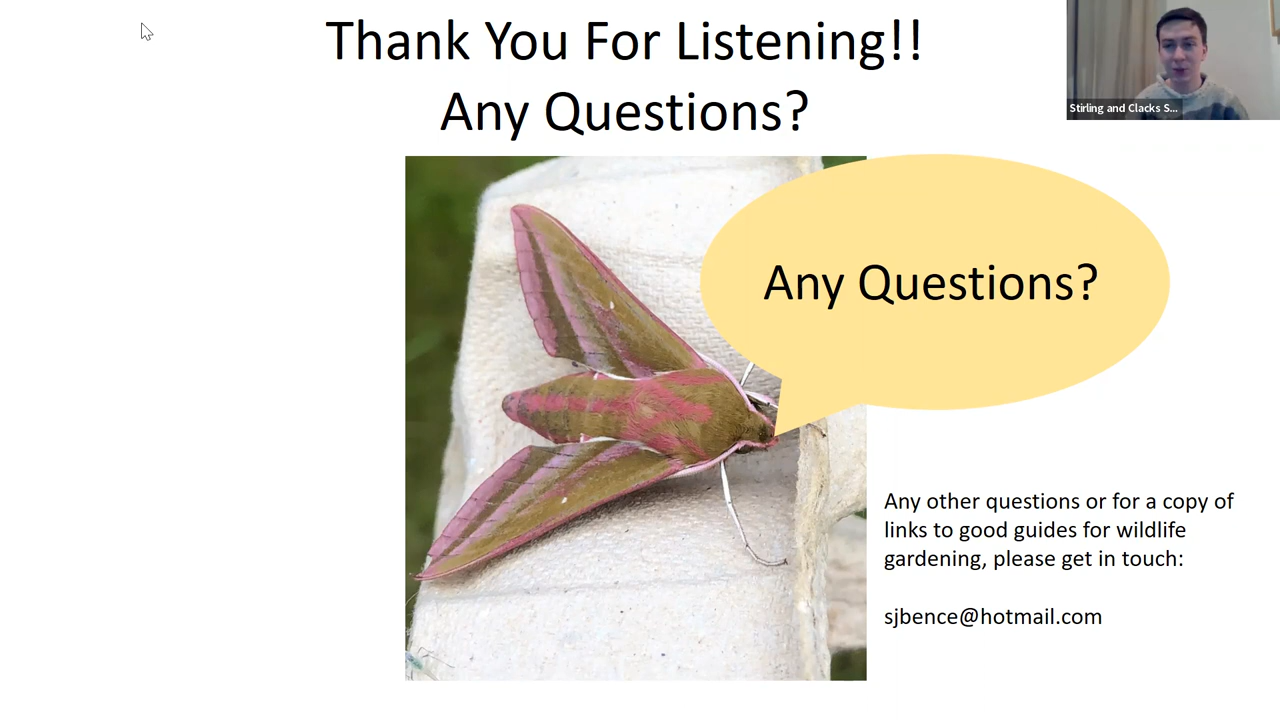 Thank You For Listening!!
Any Questions?
Stirling and Clacks S...
Any Questions?
Any other questions or for a copy of
links to good guides for wildlife
gardening, please get in touch:
sjbence@hotmail.com